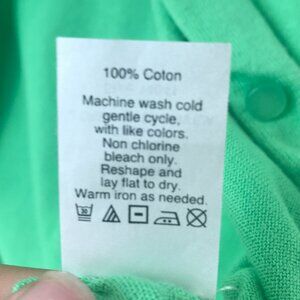 100% Coton
Machine wash cold
gentle cycle,
with like colors.
Non chlorine
bleach only.
Reshape and
lay flat to dry.
Warm iron as needed.
30